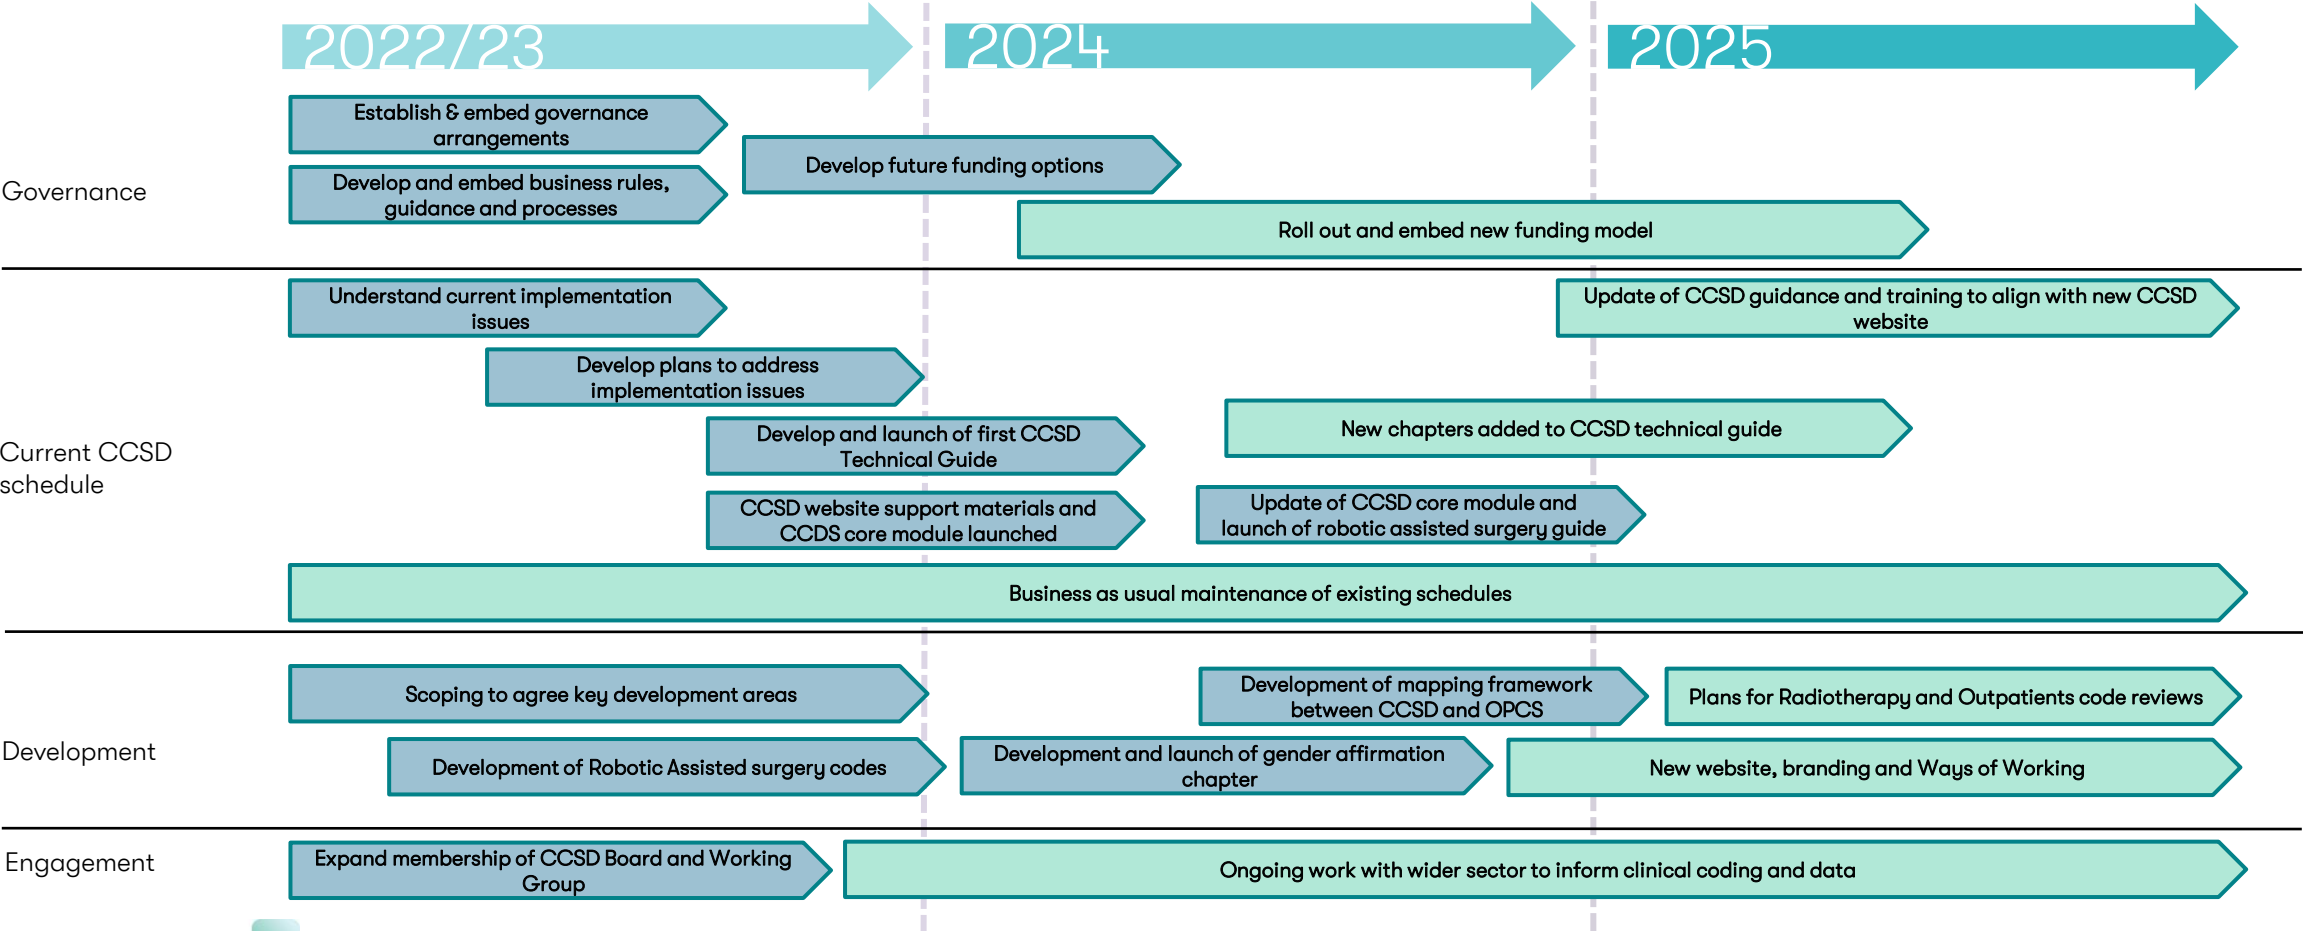 2022/23
2024
2025
Governance
Establish & embed governance
arrangements
Develop and embed business rules,
guidance and processes
Develop future funding options
Roll out and embed new funding model
Current CCSD
schedule
Understand current implementation
issues
Update of CCSD guidance and training to align with new CCSD
website
Develop plans to address
implementation issues
Develop and launch of first CCSD
Technical Guide
New chapters added to CCSD technical guide
CCSD website support materials and
CCDS core module launched
Update of CCSD core module and
launch of robotic assisted surgery guide
Business as usual maintenance of existing schedules
Development
Scoping to agree key development areas
Development of mapping framework
between CCSD and OPCS
Plans for Radiotherapy and Outpatients code reviews
Development of Robotic Assisted surgery codes
Development and launch of gender affirmation
chapter
New website, branding and Ways of Working
Engagement
Expand membership of CCSD Board and Working
Group
Ongoing work with wider sector to inform clinical coding and data